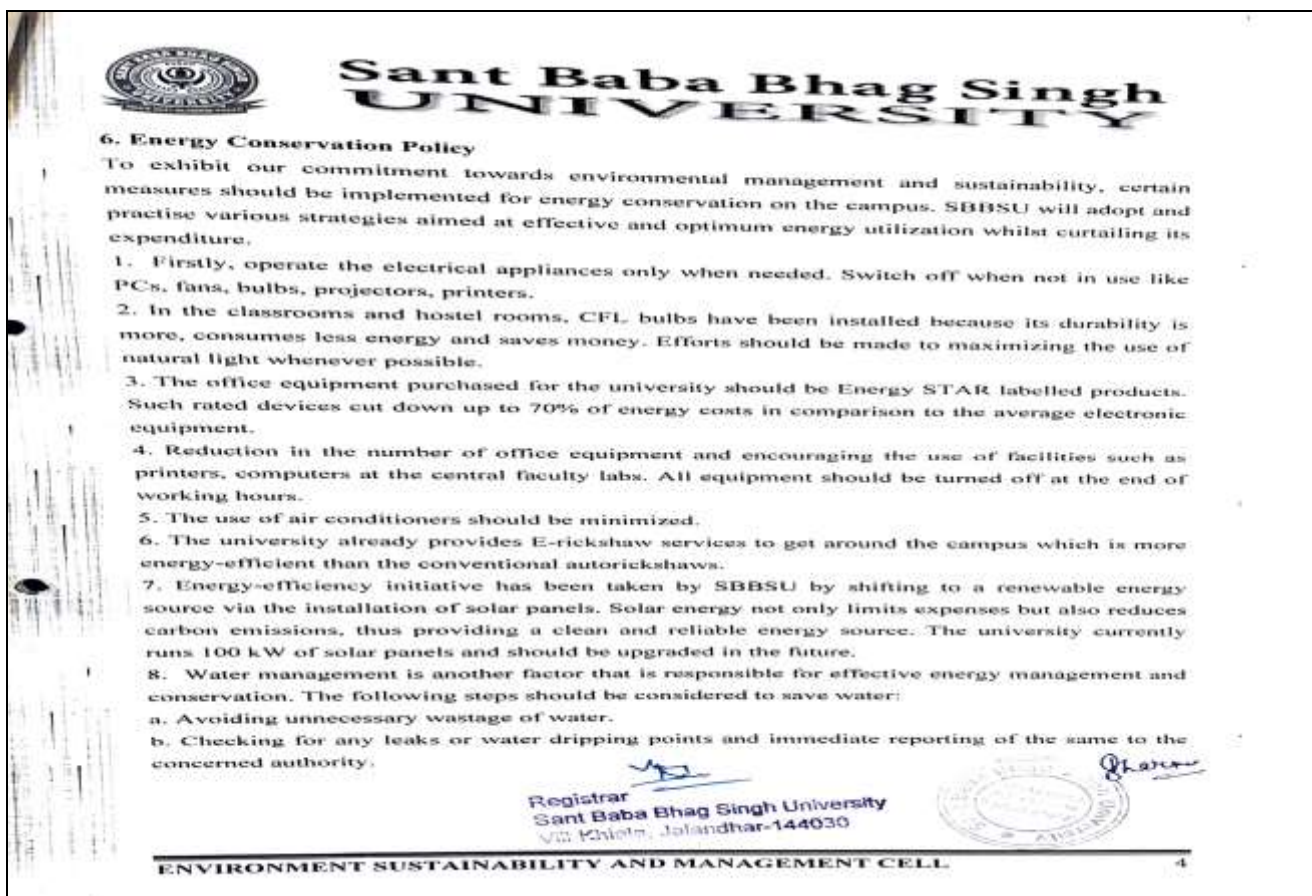 Sant Baba Bhag Singh
UNIVERSITY
6. Energy Conservation Policy
To exhibit our commitment towards environmental management and sustainability, certain
measures should be implemented for energy conservation on the campus. SBBSU will adopt and
practise various strategies aimed at effective and optimum energy utilization whilst curtailing its
expenditure.
1. Firstly, operate the electrical appliances only when needed. Switch off when not in use like
PCs, fans, bulbs, projectors, printers.
2. In the classrooms and hostel rooms, CFL bulbs have been installed because its durability is
more, consumes less energy and saves money. Efforts should be made to maximizing the use of
natural light whenever possible.
3. The office equipment purchased for the university should be Energy STAR labelled products.
Such rated devices cut down up to 70% of energy costs in comparison to the average electronic
equipment.
4. Reduction in the number of office equipment and encouraging the use of facilities such as
printers, computers at the central faculty labs. All equipment should be turned off at the end of
working hours.
5. The use of air conditioners should be minimized.
6. The university already provides E-rickshaw services to get around the campus which is more
energy-efficient than the conventional autorickshaws.
7. Energy-efficiency initiative has been taken by SBBSU by shifting to a renewable energy
source via the installation of solar panels. Solar energy not only limits expenses but also reduces
carbon emissions, thus providing a clean and reliable energy source. The university currently
runs 100 kW of solar panels and should be upgraded in the future.
8. Water management is another factor that is responsible for effective energy management and
conservation. The following steps should be considered to save water:
a. Avoiding unnecessary wastage of water.
b. Checking for any leaks or water dripping points and immediate reporting of the same to the
concerned authority.
Registrar
Sant Baba Bhag Singh University
Jalandhar-144030
ENVIRONMENT SUSTAINABILITY AND MANAGEMENT CELL 4